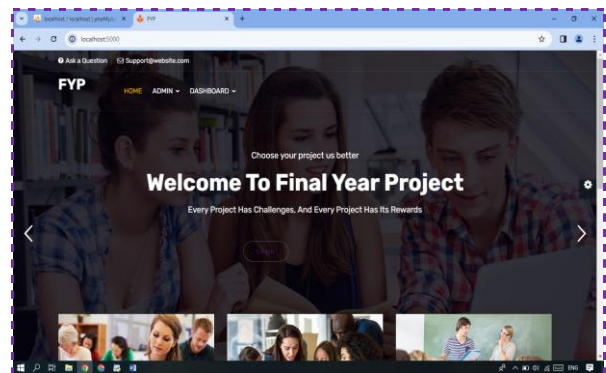 localhost / localhost | phpMyAd
FYP
localhost:5000
Ask a Question Support@website.com
FYP
HOME ADMIN DASHBOARD
Choose your project us better
Welcome To Final Year Project
Every Project Has Challenges, And Every Project Has Its Rewards
ENG